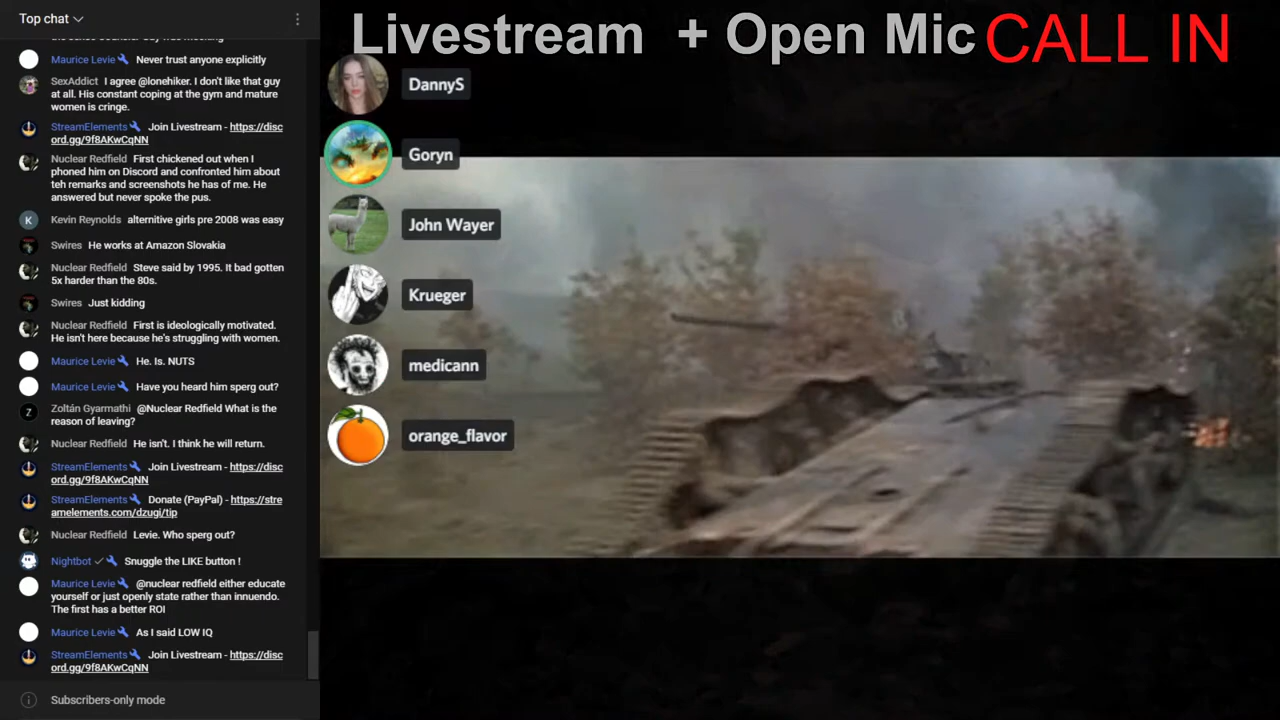 Top chat
Livestream + Open Mic CALL IN
Maurice Levie Never trust anyone explicitly
SexAddict I agree @lonehiker. I don't like that guy
at all. His constant coping at the gym and mature
women is cringe.
StreamElements Join Livestream - https://disc
ord.gg/9f8AKwCqNN
Nuclear Redfield First chickened out when I
phoned him on Discord and confronted him about
teh remarks and screenshots he has of me. He
answered but never spoke the pus.
Kevin Reynolds alternitive girls pre 2008 was easy
Swires He works at Amazon Slovakia
Nuclear Redfield Steve said by 1995. It bad gotten
5x harder than the 80s.
Swires Just kidding
Nuclear Redfield First is ideologically motivated.
He isn't here because he's struggling with women.
Maurice Levie He. Is. NUTS
Maurice Levie Have you heard him sperg out?
Z
Zoltán Gyarmathi @Nuclear Redfield What is the
reason of leaving?
Nuclear Redfield He isn't. I think he will return.
StreamElements Join Livestream - https://disc
ord.gg/9f8AKwCqNN
StreamElements Donate (PayPal) - https://stre
amelements.com/dzugi/tip
Nuclear Redfield Levie. Who sperg out?
Nightbot Snuggle the LIKE button !
Maurice Levie @nuclear redfield either educate
yourself or just openly state rather than innuendo.
The first has a better ROI
Maurice Levie As I said LOW IQ
StreamElements Join Livestream - https://disc
ord.gg/9f8AKwCqNN
Subscribers-only mode
K
DannyS
Goryn
John Wayer
Krueger
medicann
orange_flavor